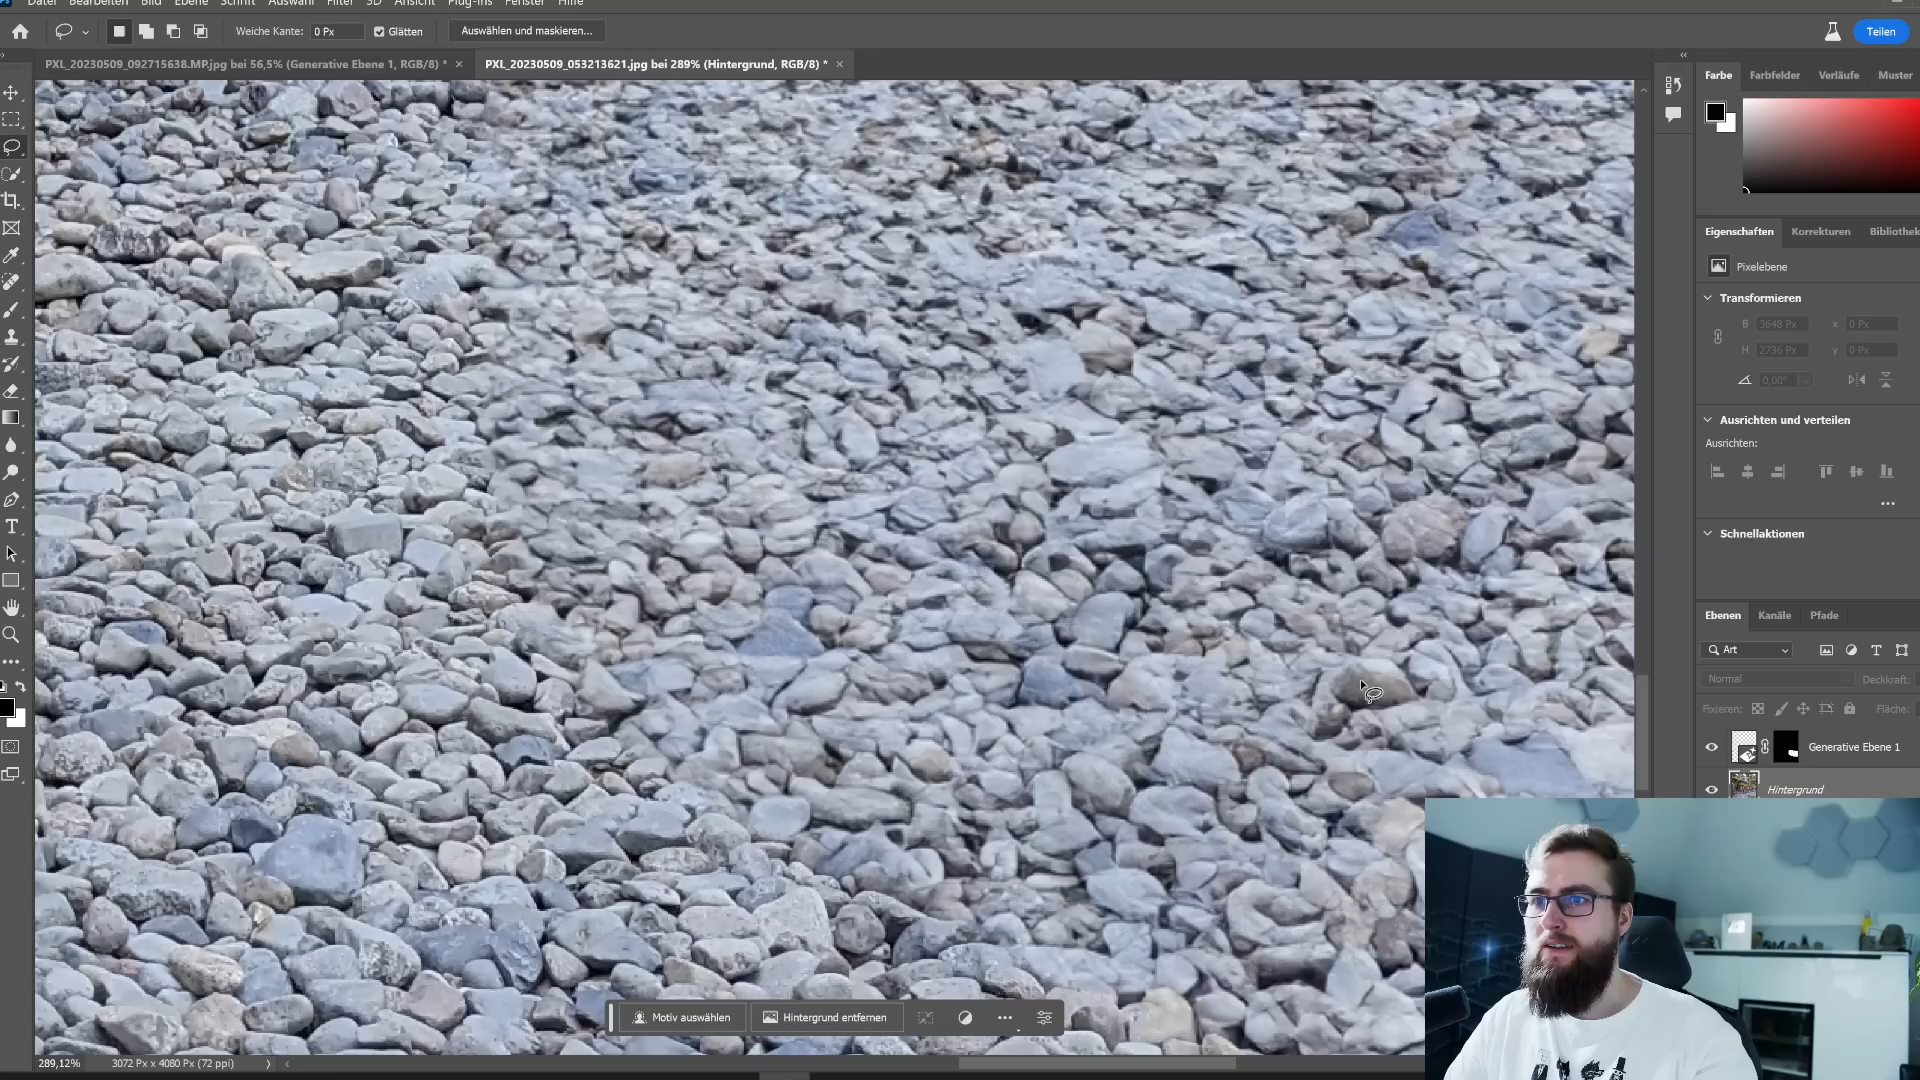 Datei Bearbeiten Bild Ebene Schrift Auswahl Filter 3D Ansicht Plug-ins Fenster Hilfe
Weiche Kante: 0 Px Glätten Auswählen und maskieren... Teilen
PXL_20230509_092715638.MP.jpg bei 56,5% (Generative Ebene 1, RGB/8) * × PXL_20230509_053213621.jpg bei 289% (Hintergrund, RGB/8) * ×
Farbe Farbfelder Verläufe Muster
Eigenschaften Korrekturen
Pixelebene
Transformieren
B 3648 Px x 0 Px
H 2736 Px y 0 Px
0,00°
Ausrichten und verteilen
Ausrichten:
Schnellaktionen
Ebenen Kanäle Pfade
Art
Normal Deckkraft:
Fixieren: Fläche:
Generative Ebene 1
Hintergrund
Motiv auswählen Hintergrund entfernen
289,12% 3072 Px x 4080 Px (72 ppi)